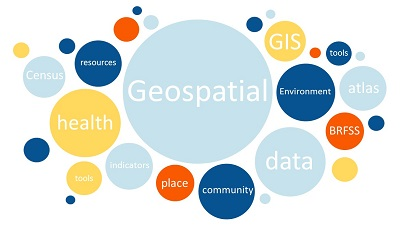 GIS
tools
resources
Census
Geospatial
Environment
atlas
health
BRFSS
indicators
data
tools
place
community